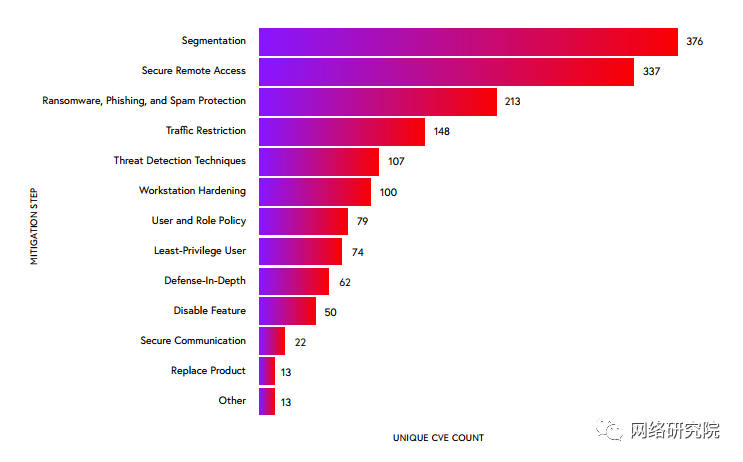 Segmentation 376
Secure Remote Access 337
Ransomware, Phishing, and Spam Protection 213
Traffic Restriction 148
Threat Detection Techniques 107
Workstation Hardening 100
User and Role Policy 79
Least-Privilege User 74
Defense-In-Depth 62
Disable Feature 50
Secure Communication 22
Replace Product 13
Other 13
MITIGATION STEP
UNIQUE CVE COUNT
网络研究院